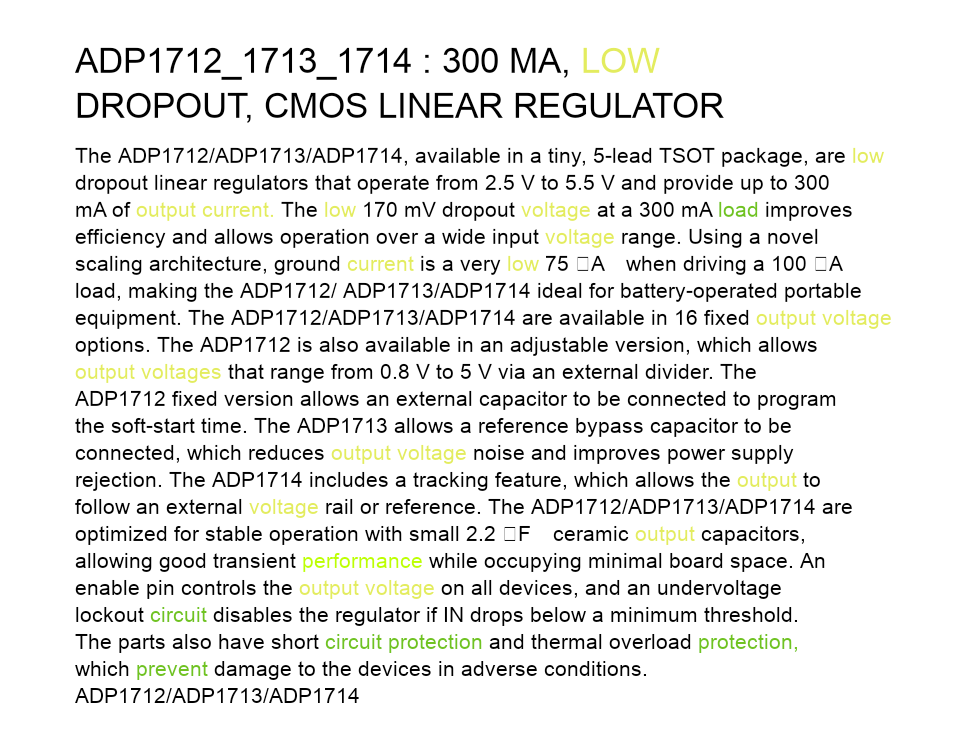 ADP1712_1713_1714 : 300 MA, LOW
DROPOUT, CMOS LINEAR REGULATOR
The ADP1712/ADP1713/ADP1714, available in a tiny, 5-lead TSOT package, are low
dropout linear regulators that operate from 2.5 V to 5.5 V and provide up to 300
mA of output current. The low 170 mV dropout voltage at a 300 mA load improves
efficiency and allows operation over a wide input voltage range. Using a novel
scaling architecture, ground current is a very low 75 □A when driving a 100 □A
load, making the ADP1712/ ADP1713/ADP1714 ideal for battery-operated portable
equipment. The ADP1712/ADP1713/ADP1714 are available in 16 fixed output voltage
options. The ADP1712 is also available in an adjustable version, which allows
output voltages that range from 0.8 V to 5 V via an external divider. The
ADP1712 fixed version allows an external capacitor to be connected to program
the soft-start time. The ADP1713 allows a reference bypass capacitor to be
connected, which reduces output voltage noise and improves power supply
rejection. The ADP1714 includes a tracking feature, which allows the output to
follow an external voltage rail or reference. The ADP1712/ADP1713/ADP1714 are
optimized for stable operation with small 2.2 □F ceramic output capacitors,
allowing good transient performance while occupying minimal board space. An
enable pin controls the output voltage on all devices, and an undervoltage
lockout circuit disables the regulator if IN drops below a minimum threshold.
The parts also have short circuit protection and thermal overload protection,
which prevent damage to the devices in adverse conditions.
ADP1712/ADP1713/ADP1714